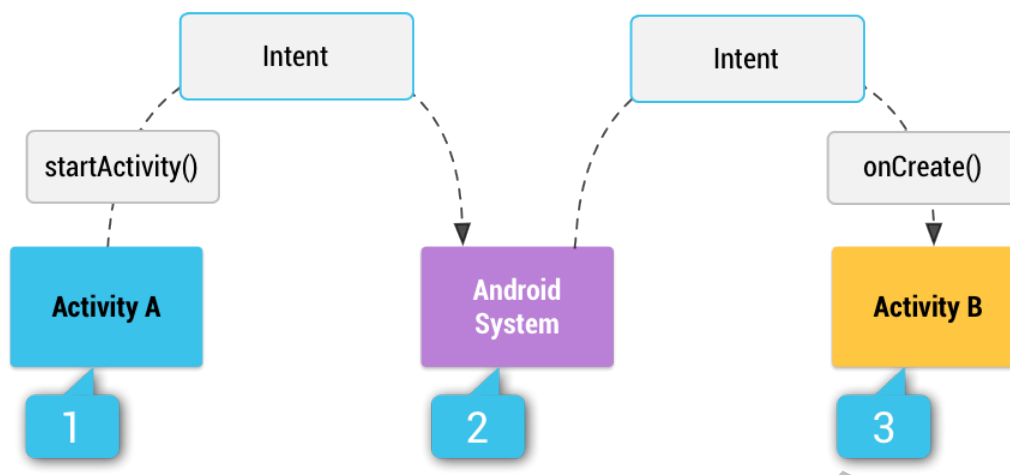 Intent
Intent
startActivity()
onCreate()
Activity A
Android
System
Activity B
1
2
3